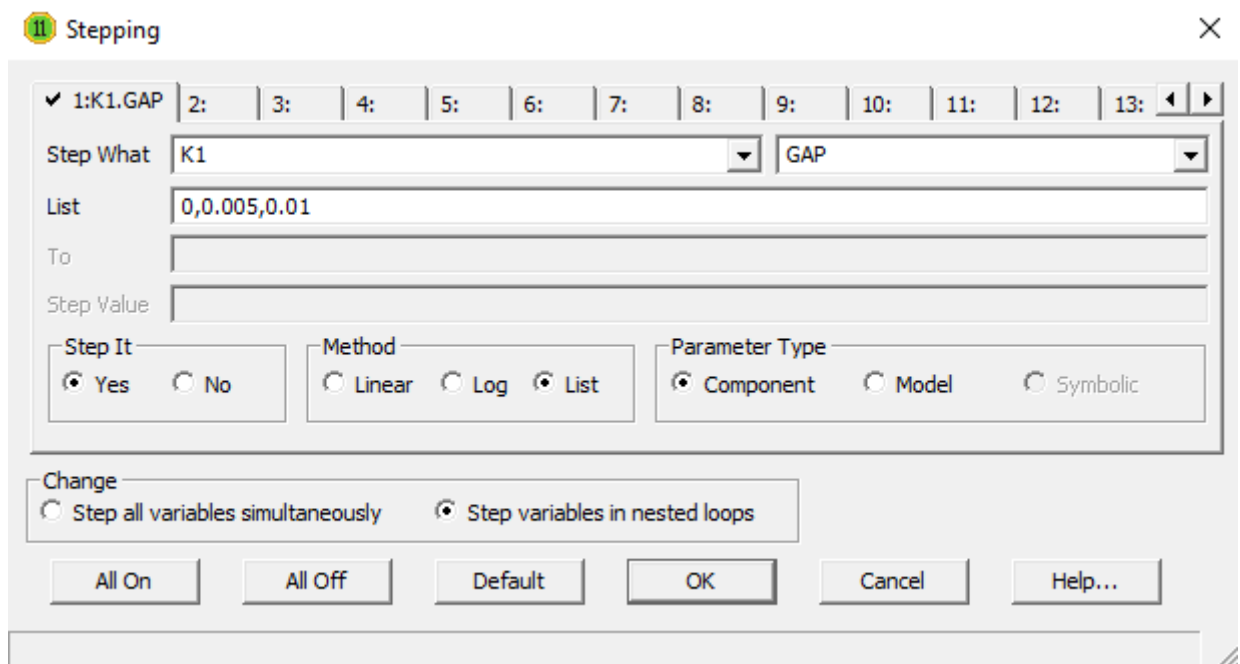 11 Stepping
1:K1.GAP 2: 3: 4: 5: 6: 7: 8: 9: 10: 11: 12: 13:
Step What K1 GAP
List 0,0.005,0.01
To
Step Value
Step It Method Parameter Type
Yes No Linear Log List Component Model Symbolic
Change
Step all variables simultaneously Step variables in nested loops
All On All Off Default OK Cancel Help...